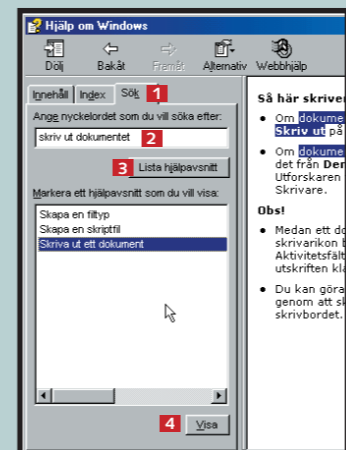 Hjälp om Windows
Dölj Bakåt Framåt Alternativ Webbhjälp
Innehåll Index Sök 1
Ange nyckelordet som du vill söka efter:
skriv ut dokumentet 2
3 Lista hjälpavsnitt
Markera ett hjälpavsnitt som du vill visa:
Skapa en filtyp
Skapa en skriptfil
Skriva ut ett dokument
4 Visa
Så här skriver
Om dokume
Skriv ut på
Om dokume
det från Den
Utforskaren
Skrivare.
Obs!
Medan ett do
skrivarikon b
Aktivitetsfält
utskriften kla
Du kan göra
genom att sk
skrivbordet.